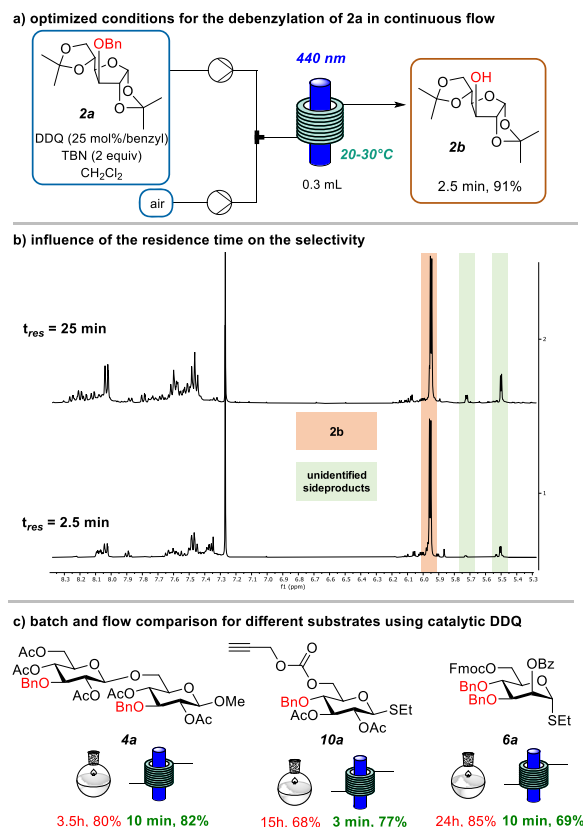 a) optimized conditions for the debenzylation of 2a in continuous flow
OBn
O
O
O
O
O
2a
DDQ (25 mol%/benzyl)
TBN (2 equiv)
CH2Cl2
air
440 nm
20-30°C
0.3 mL
OH
O
O
O
O
O
2b
2.5 min, 91%
b) influence of the residence time on the selectivity
tres = 25 min
2b
unidentified
sideproducts
tres = 2.5 min
2
1
8.3 8.2 8.1 8.0 7.9 7.8 7.7 7.6 7.5 7.4 7.3 7.2 7.1 7.0 6.9 6.8 6.7 6.6 6.5 6.4 6.3 6.2 6.1 6.0 5.9 5.8 5.7 5.6 5.5 5.4 5.3
f1 (ppm)
c) batch and flow comparison for different substrates using catalytic DDQ
AcO
O
AcO
BnO
AcO
O
AcO
O
BnO
OMe
OAc
4a
3.5h, 80% 10 min, 82%
O
O
O
O
BnO
AcO
SEt
OAc
10a
15h, 68% 3 min, 77%
FmocO
OBz
O
BnO
BnO
SEt
6a
24h, 85% 10 min, 69%